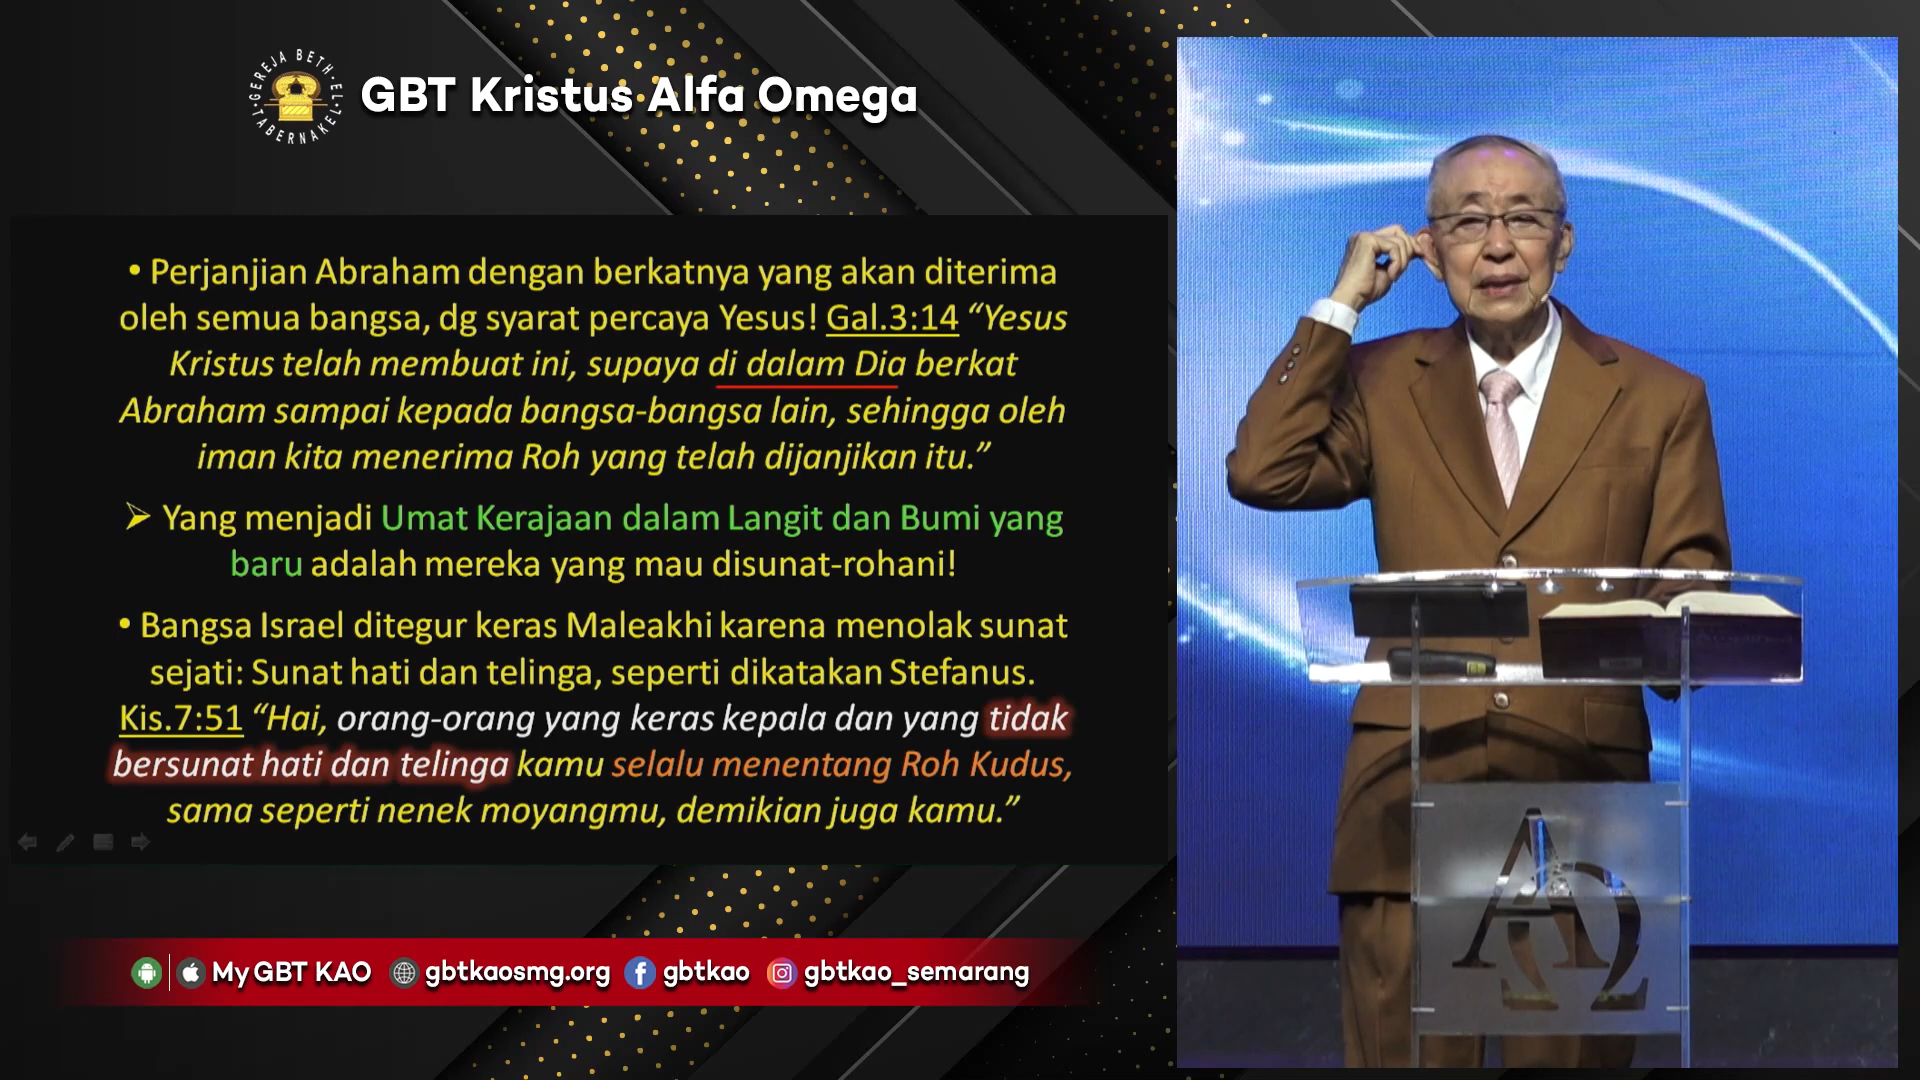 GEREJA BETH-EL TABERNAKEL
GBT Kristus Alfa Omega
• Perjanjian Abraham dengan berkatnya yang akan diterima
oleh semua bangsa, dg syarat percaya Yesus! Gal.3:14 “Yesus
Kristus telah membuat ini, supaya di dalam Dia berkat
Abraham sampai kepada bangsa-bangsa lain, sehingga oleh
iman kita menerima Roh yang telah dijanjikan itu.”
➢ Yang menjadi Umat Kerajaan dalam Langit dan Bumi yang
baru adalah mereka yang mau disunat-rohani!
• Bangsa Israel ditegur keras Maleakhi karena menolak sunat
sejati: Sunat hati dan telinga, seperti dikatakan Stefanus.
Kis.7:51 “Hai, orang-orang yang keras kepala dan yang tidak
bersunat hati dan telinga kamu selalu menentang Roh Kudus,
sama seperti nenek moyangmu, demikian juga kamu.”
My GBT KAO gbtkaosmg.org gbtkao gbtkao_semarang
ΑΩ